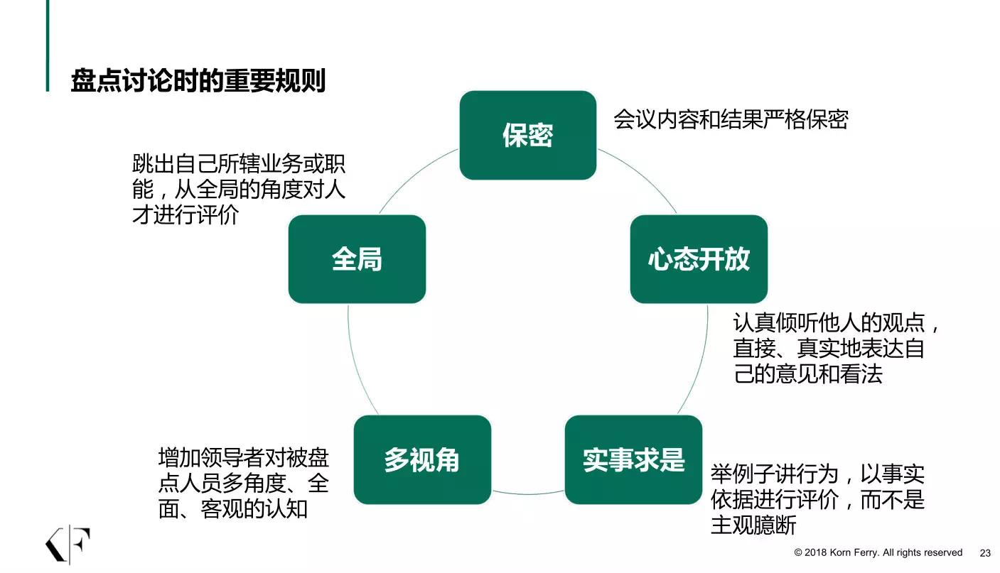 盘点讨论时的重要规则
保密
会议内容和结果严格保密
心态开放
认真倾听他人的观点，
直接、真实地表达自
己的意见和看法
实事求是
举例子讲行为，以事实
依据进行评价，而不是
主观臆断
多视角
增加领导者对被盘
点人员多角度、全
面、客观的认知
全局
跳出自己所辖业务或职
能，从全局的角度对人
才进行评价
KF
© 2018 Korn Ferry. All rights reserved 23